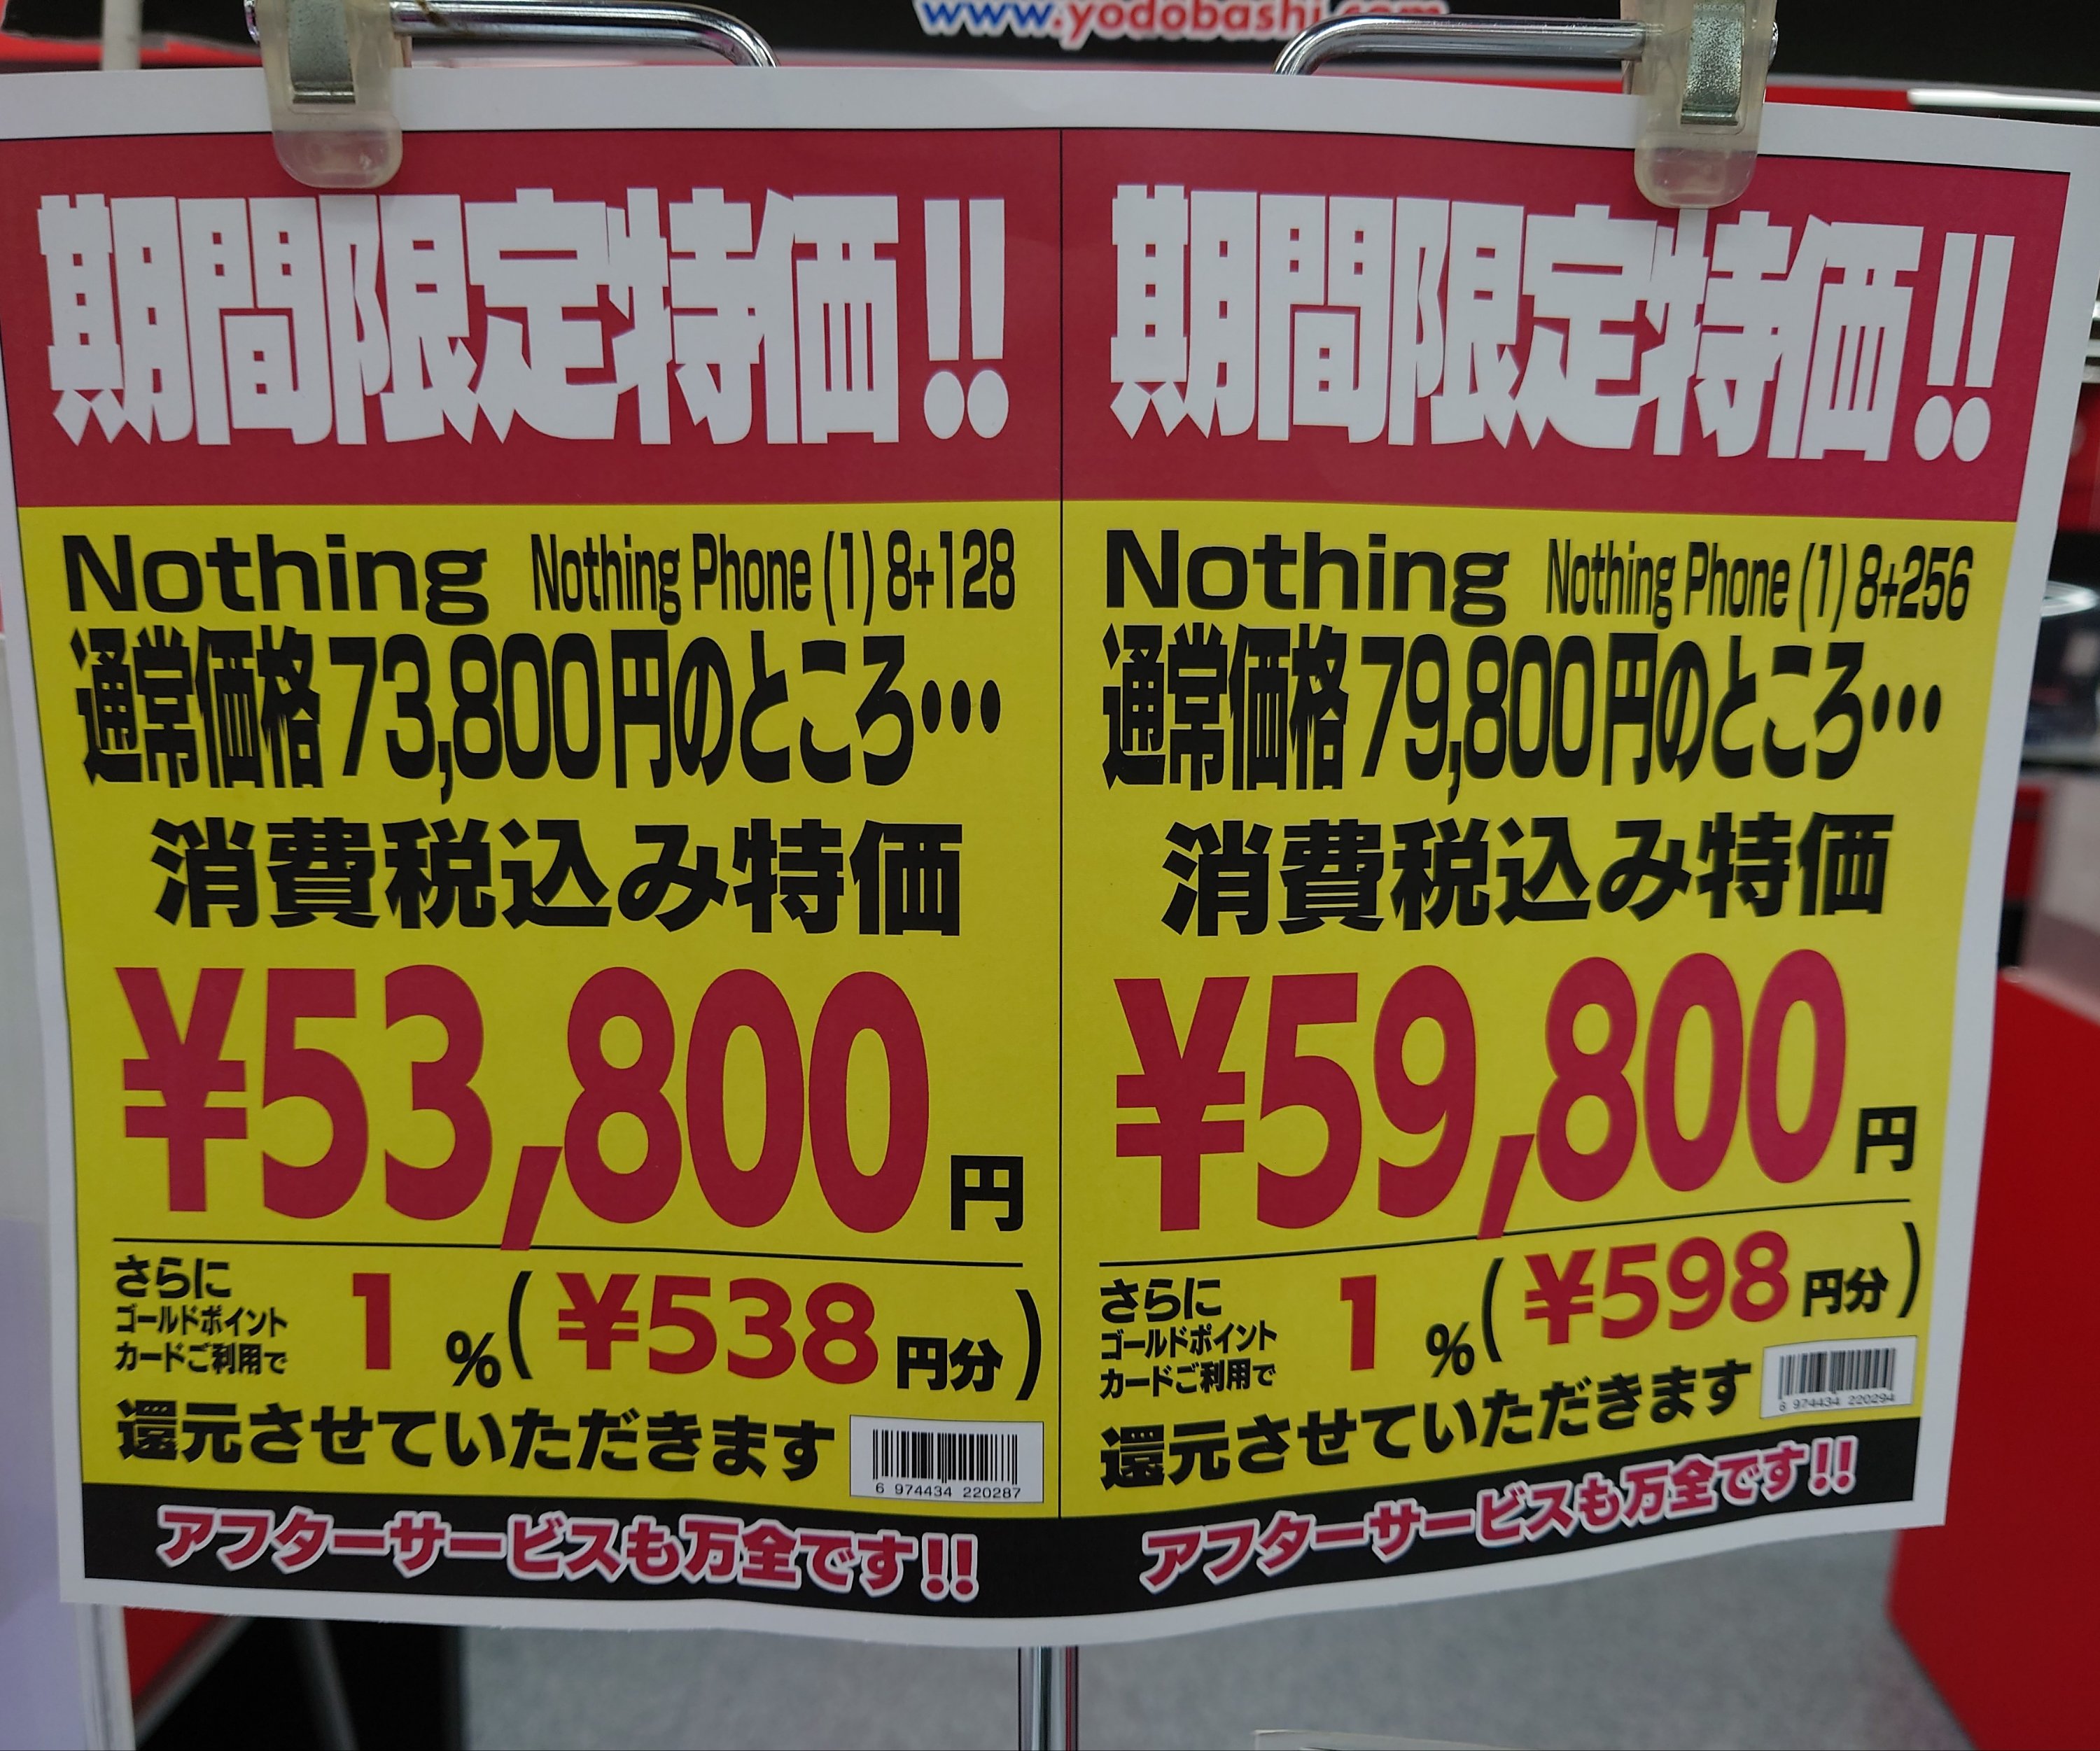 www.yodobashi.com
期間限定特価!!
Nothing Nothing Phone (1) 8+128
通常価格73,800円のところ…
消費税込み特価
¥53,800円
さらに
ゴールドポイント
カードご利用で
1%(¥538円分)
還元させていただきます
6 974434 220287
アフターサービスも万全です!!
期間限定特価!!
Nothing Nothing Phone (1) 8+256
通常価格79,800円のところ…
消費税込み特価
¥59,800円
さらに
ゴールドポイント
カードご利用で
1%(¥598円分)
還元させていただきます
6 974434 220294
アフターサービスも万全です!!